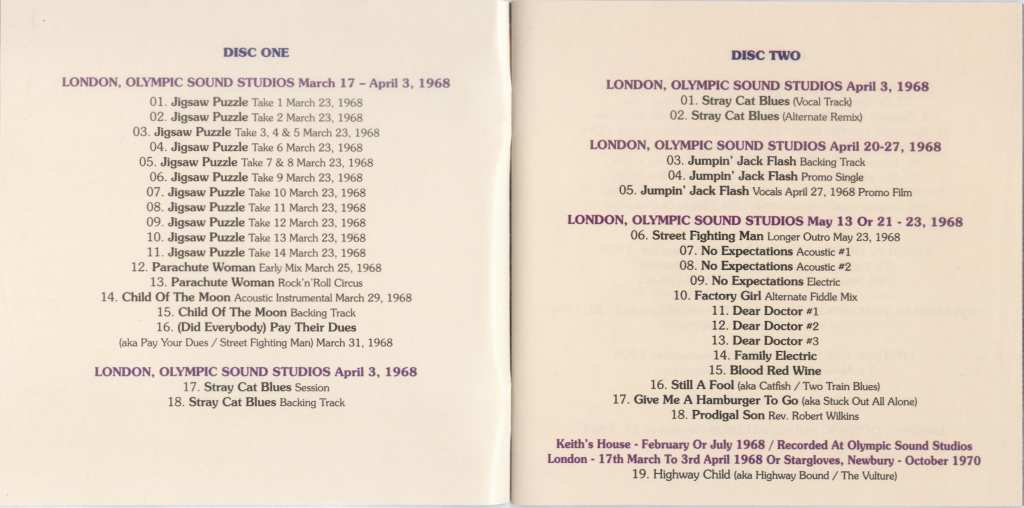 DISC ONE
LONDON, OLYMPIC SOUND STUDIOS March 17 – April 3, 1968
01. Jigsaw Puzzle Take 1 March 23, 1968
02. Jigsaw Puzzle Take 2 March 23, 1968
03. Jigsaw Puzzle Take 3, 4 & 5 March 23, 1968
04. Jigsaw Puzzle Take 6 March 23, 1968
05. Jigsaw Puzzle Take 7 & 8 March 23, 1968
06. Jigsaw Puzzle Take 9 March 23, 1968
07. Jigsaw Puzzle Take 10 March 23, 1968
08. Jigsaw Puzzle Take 11 March 23, 1968
09. Jigsaw Puzzle Take 12 March 23, 1968
10. Jigsaw Puzzle Take 13 March 23, 1968
11. Jigsaw Puzzle Take 14 March 23, 1968
12. Parachute Woman Early Mix March 25, 1968
13. Parachute Woman Rock'n'Roll Circus
14. Child Of The Moon Acoustic Instrumental March 29, 1968
15. Child Of The Moon Backing Track
16. (Did Everybody) Pay Their Dues
(aka Pay Your Dues / Street Fighting Man) March 31, 1968
LONDON, OLYMPIC SOUND STUDIOS April 3, 1968
17. Stray Cat Blues Session
18. Stray Cat Blues Backing Track
DISC TWO
LONDON, OLYMPIC SOUND STUDIOS April 3, 1968
01. Stray Cat Blues (Vocal Track)
02. Stray Cat Blues (Alternate Remix)
LONDON, OLYMPIC SOUND STUDIOS April 20-27, 1968
03. Jumpin' Jack Flash Backing Track
04. Jumpin' Jack Flash Promo Single
05. Jumpin' Jack Flash Vocals April 27, 1968 Promo Film
LONDON, OLYMPIC SOUND STUDIOS May 13 Or 21 - 23, 1968
06. Street Fighting Man Longer Outro May 23, 1968
07. No Expectations Acoustic #1
08. No Expectations Acoustic #2
09. No Expectations Electric
10. Factory Girl Alternate Fiddle Mix
11. Dear Doctor #1
12. Dear Doctor #2
13. Dear Doctor #3
14. Family Electric
15. Blood Red Wine
16. Still A Fool (aka Catfish / Two Train Blues)
17. Give Me A Hamburger To Go (aka Stuck Out All Alone)
18. Prodigal Son Rev. Robert Wilkins
Keith's House - February Or July 1968 / Recorded At Olympic Sound Studios
London - 17th March To 3rd April 1968 Or Stargloves, Newbury - October 1970
19. Highway Child (aka Highway Bound / The Vulture)